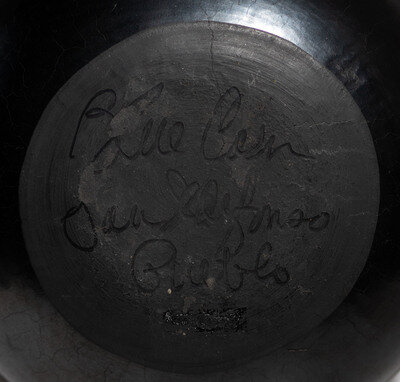 Blue Corn
San Ildefonso
Pueblo